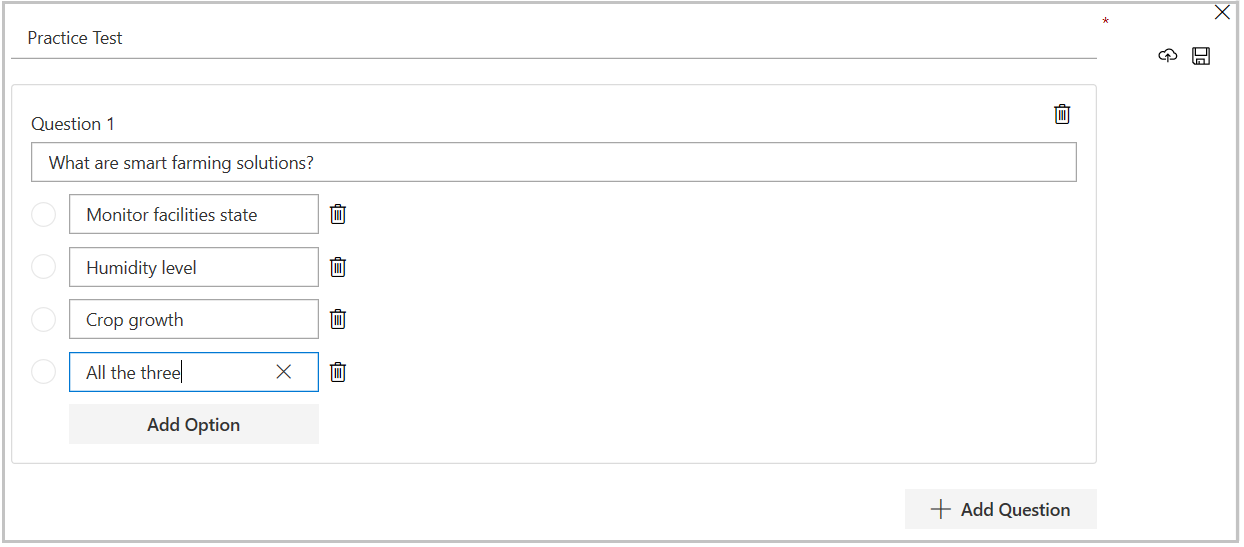 Practice Test
*
Question 1
What are smart farming solutions?
Monitor facilities state
Humidity level
Crop growth
All the three
Add Option
Add Question